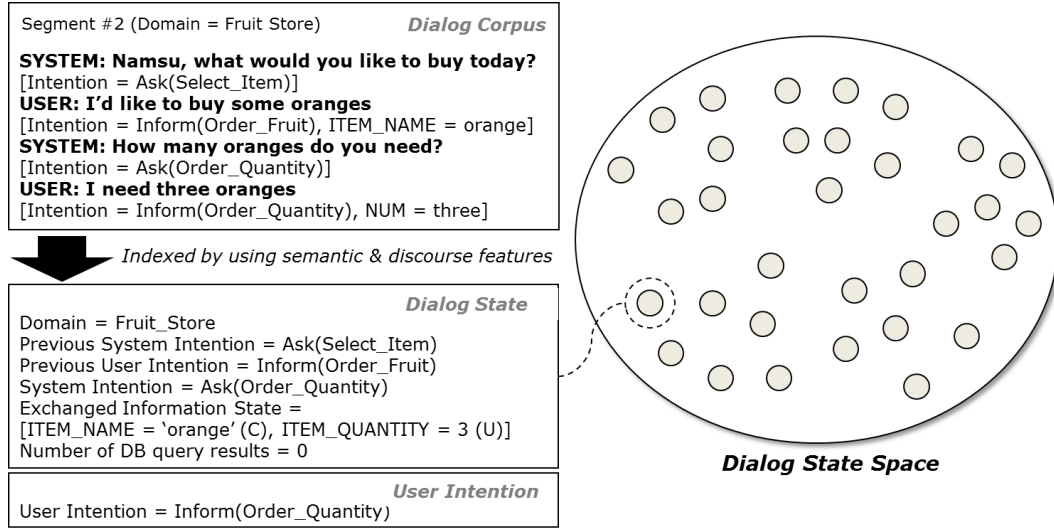 Segment #2 (Domain = Fruit Store)
Dialog Corpus
SYSTEM: Namsu, what would you like to buy today?
[Intention = Ask(Select_Item)]
USER: I’d like to buy some oranges
[Intention = Inform(Order_Fruit), ITEM_NAME = orange]
SYSTEM: How many oranges do you need?
[Intention = Ask(Order_Quantity)]
USER: I need three oranges
[Intention = Inform(Order_Quantity), NUM = three]
Indexed by using semantic & discourse features
Dialog State
Domain = Fruit_Store
Previous System Intention = Ask(Select_Item)
Previous User Intention = Inform(Order_Fruit)
System Intention = Ask(Order_Quantity)
Exchanged Information State =
[ITEM_NAME = ‘orange’ (C), ITEM_QUANTITY = 3 (U)]
Number of DB query results = 0
User Intention
User Intention = Inform(Order_Quantity)
Dialog State Space